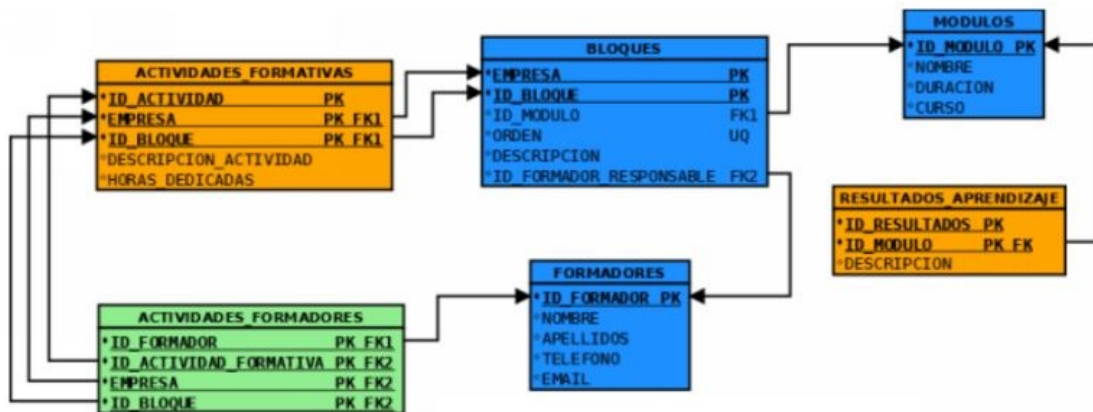 ACTIVIDADES_FORMATIVAS
*ID_ACTIVIDAD PK
*EMPRESA PK FK1
*ID_BLOQUE PK FK1
*DESCRIPCION_ACTIVIDAD
*HORAS_DEDICADAS
BLOQUES
*EMPRESA PK
*ID_BLOQUE PK
*ID_MODULO FK1
*ORDEN UQ
*DESCRIPCION
*ID_FORMADOR_RESPONSABLE FK2
MODULOS
*ID_MODULO PK
*NOMBRE
*DURACION
*CURSO
RESULTADOS_APRENDIZAJE
*ID_RESULTADOS PK
*ID_MODULO PK FK
*DESCRIPCION
FORMADORES
*ID_FORMADOR PK
*NOMBRE
*APELLIDOS
*TELEFONO
*EMAIL
ACTIVIDADES_FORMADORES
*ID_FORMADOR PK FK1
*ID_ACTIVIDAD_FORMATIVA PK FK2
*EMPRESA PK FK2
*ID_BLOQUE PK FK2